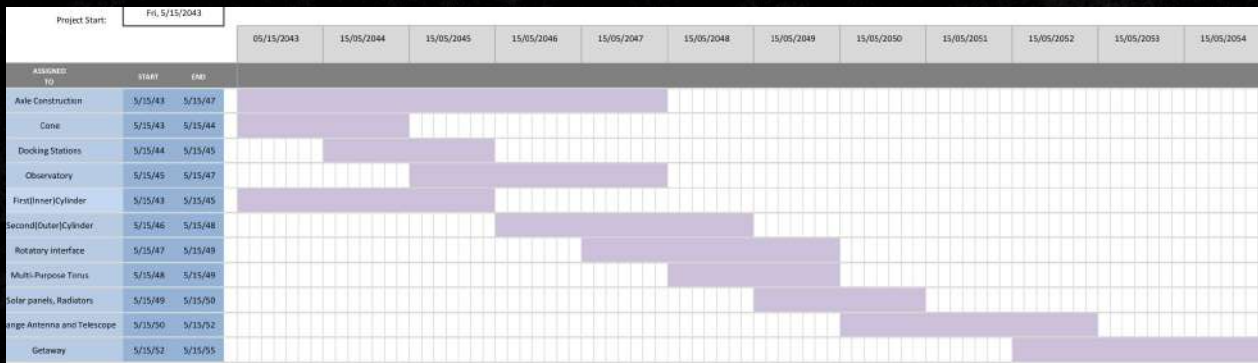 Project Start: Fri, 5/15/2043
05/15/2043 15/05/2044 15/05/2045 15/05/2046 15/05/2047 15/05/2048 15/05/2049 15/05/2050 15/05/2051 15/05/2052 15/05/2053 15/05/2054
ASSIGNED
TO START END
Axle Construction 5/15/43 5/15/47
Cone 5/15/43 5/15/44
Docking Stations 5/15/44 5/15/45
Observatory 5/15/45 5/15/47
First(Inner)Cylinder 5/15/43 5/15/45
Second(Outer)Cylinder 5/15/46 5/15/48
Rotatory interface 5/15/47 5/15/49
Multi-Purpose Torus 5/15/48 5/15/49
Solar panels, Radiators 5/15/49 5/15/50
ange Antenna and Telescope 5/15/50 5/15/52
Getaway 5/15/52 5/15/55